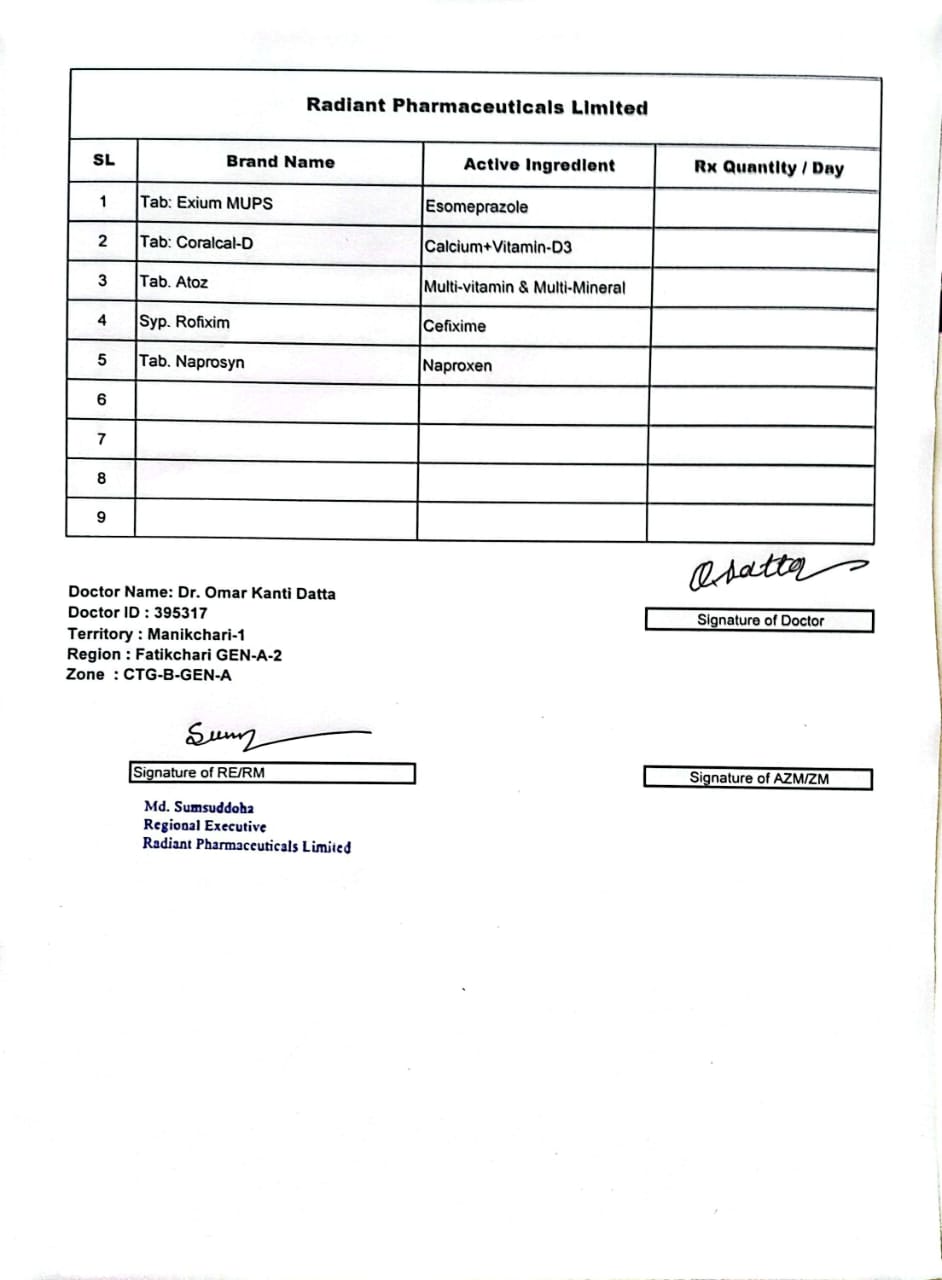 Radiant Pharmaceuticals Limited
SL Brand Name Active Ingredient Rx Quantity / Day
1 Tab: Exium MUPS Esomeprazole
2 Tab: Coralcal-D Calcium+Vitamin-D3
3 Tab. Atoz Multi-vitamin & Multi-Mineral
4 Syp. Rofixim Cefixime
5 Tab. Naprosyn Naproxen
6
7
8
9
Doctor Name: Dr. Omar Kanti Datta
Doctor ID : 395317
Territory : Manikchari-1
Region : Fatikchari GEN-A-2
Zone : CTG-B-GEN-A
Signature of Doctor
Signature of RE/RM
Signature of AZM/ZM
Md. Sumsuddoha
Regional Executive
Radiant Pharmaceuticals Limited